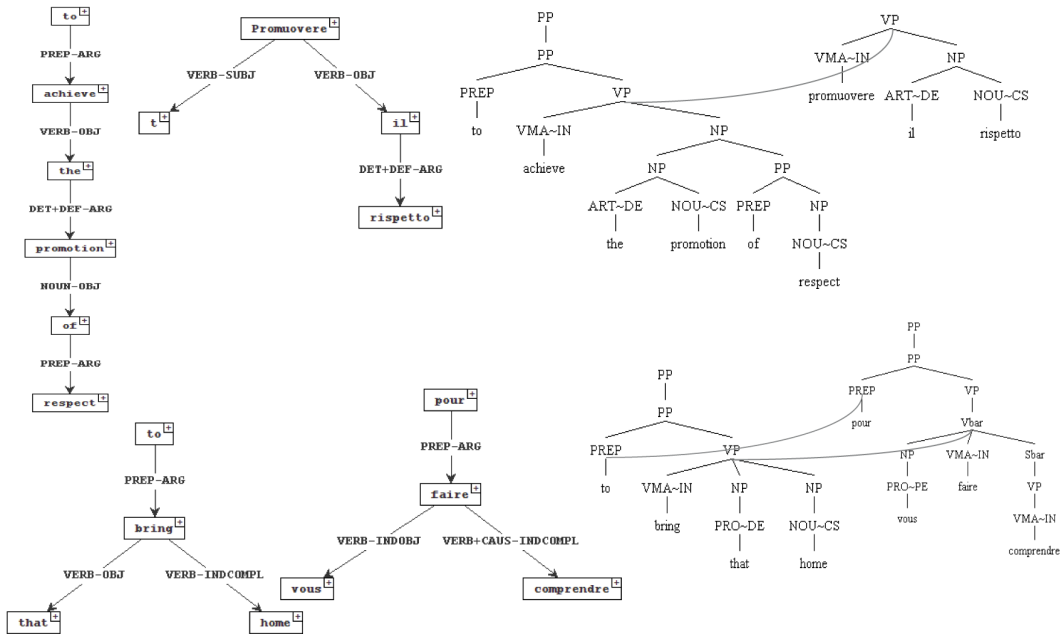 to
PREP-ARG
achieve
VERB-OBJ
the
DET+DEF-ARG
promotion
NOUN-OBJ
of
PREP-ARG
respect
Promuovere
VERB-SUBJ VERB-OBJ
t il
DET+DEF-ARG
rispetto
PP
PP
PREP VP
to VMA~IN NP
achieve NP PP
ART~DE NOU~CS PREP NP
the promotion of NOU~CS
respect
VP
VMA~IN NP
promuovere ART~DE NOU~CS
il rispetto
to
PREP-ARG
bring
VERB-OBJ VERB-INDCOMPL
that home
pour
PREP-ARG
faire
VERB-INDOBJ VERB+CAUS-INDCOMPL
vous comprendre
PP
PP
PREP VP
to VMA~IN NP NP
bring PRO~DE NOU~CS
that home
PP
PP
PREP VP
pour Vbar
NP VMA~IN Sbar
PRO~PE faire VP
vous VMA~IN
comprendre